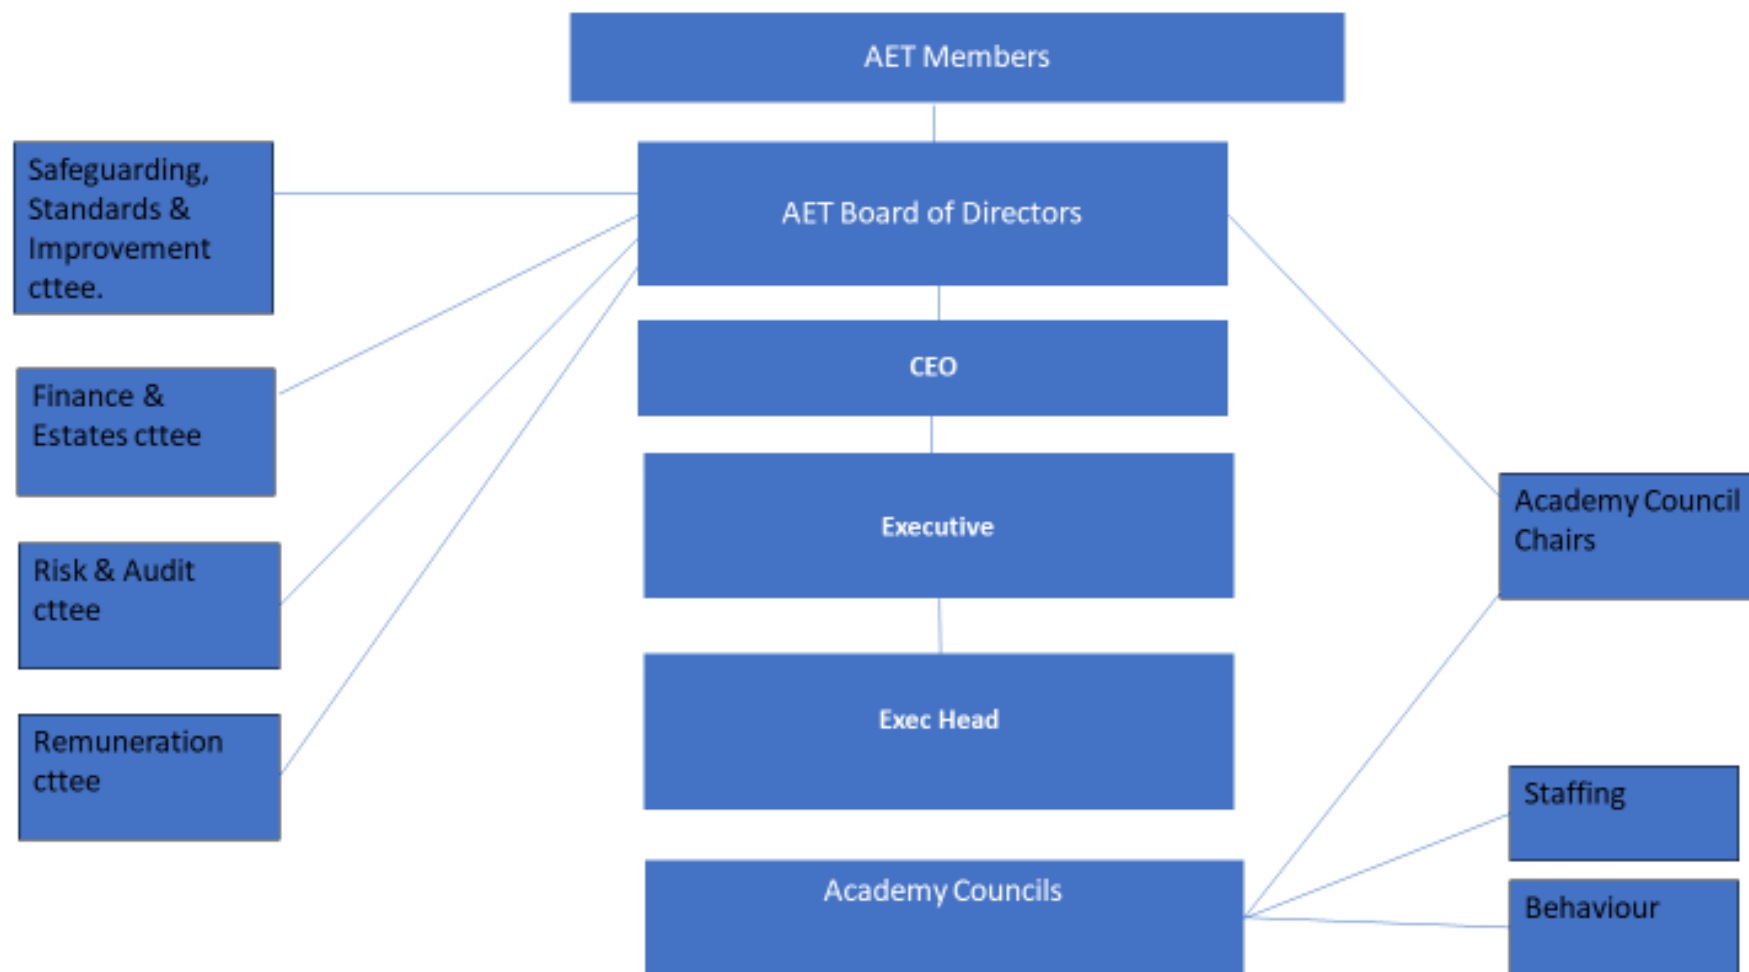 AET Members
Safeguarding,
Standards &
Improvement
cttee.
AET Board of Directors
CEO
Finance &
Estates cttee
Executive
Academy Council
Chairs
Risk & Audit
cttee
Exec Head
Remuneration
cttee
Staffing
Academy Councils
Behaviour